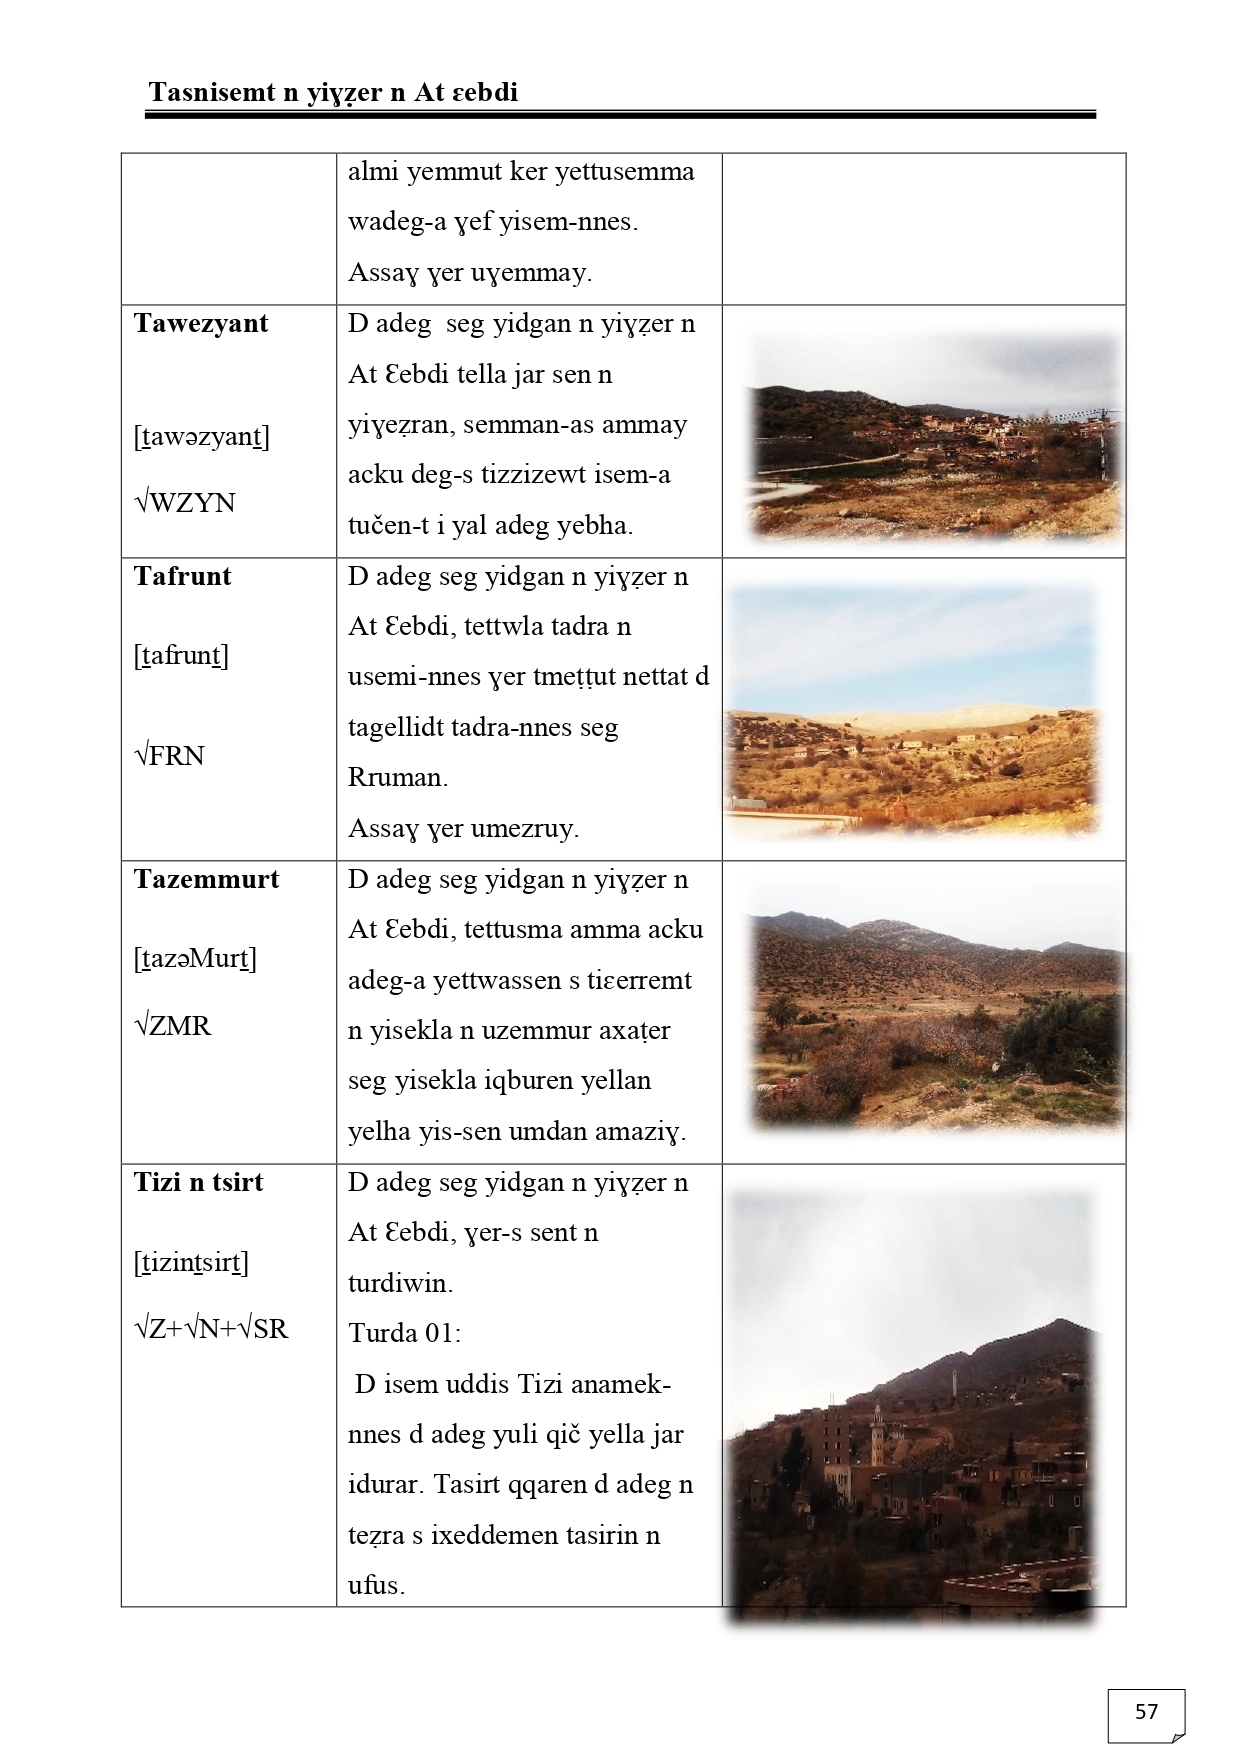 Tasnisemt n yiɣẓer n At ɛebdi
almi yemmut ker yettusemma
wadeg-a ɣef yisem-nnes.
Assaɣ ɣer uɣemmay.
Tawezyant
[ṯawəzyanṯ]
√WZYN
D adeg  seg yidgan n yiɣẓer n
At Ɛebdi tella jar sen n
yiɣeẓran, semman-as ammay
acku deg-s tizzizewt isem-a
tučen-t i yal adeg yebha.
Tafrunt
[ṯafrunṯ]
√FRN
D adeg seg yidgan n yiɣẓer n
At Ɛebdi, tettwla tadra n
usemi-nnes ɣer tmeṭṭut nettat d
tagellidt tadra-nnes seg
Rruman.
Assaɣ ɣer umezruy.
Tazemmurt
[ṯazəMurṯ]
√ZMR
D adeg seg yidgan n yiɣẓer n
At Ɛebdi, tettusma amma acku
adeg-a yettwassen s tiɛerremt
n yisekla n uzemmur axaṭer
seg yisekla iqburen yellan
yelha yis-sen umdan amaziɣ.
Tizi n tsirt
[ṯizinṯsirṯ]
√Z+√N+√SR
D adeg seg yidgan n yiɣẓer n
At Ɛebdi, ɣer-s sent n
turdiwin.
Turda 01:
D isem uddis Tizi anamek-
nnes d adeg yuli qič yella jar
idurar. Tasirt qqaren d adeg n
teẓra s ixeddemen tasirin n
ufus.
57